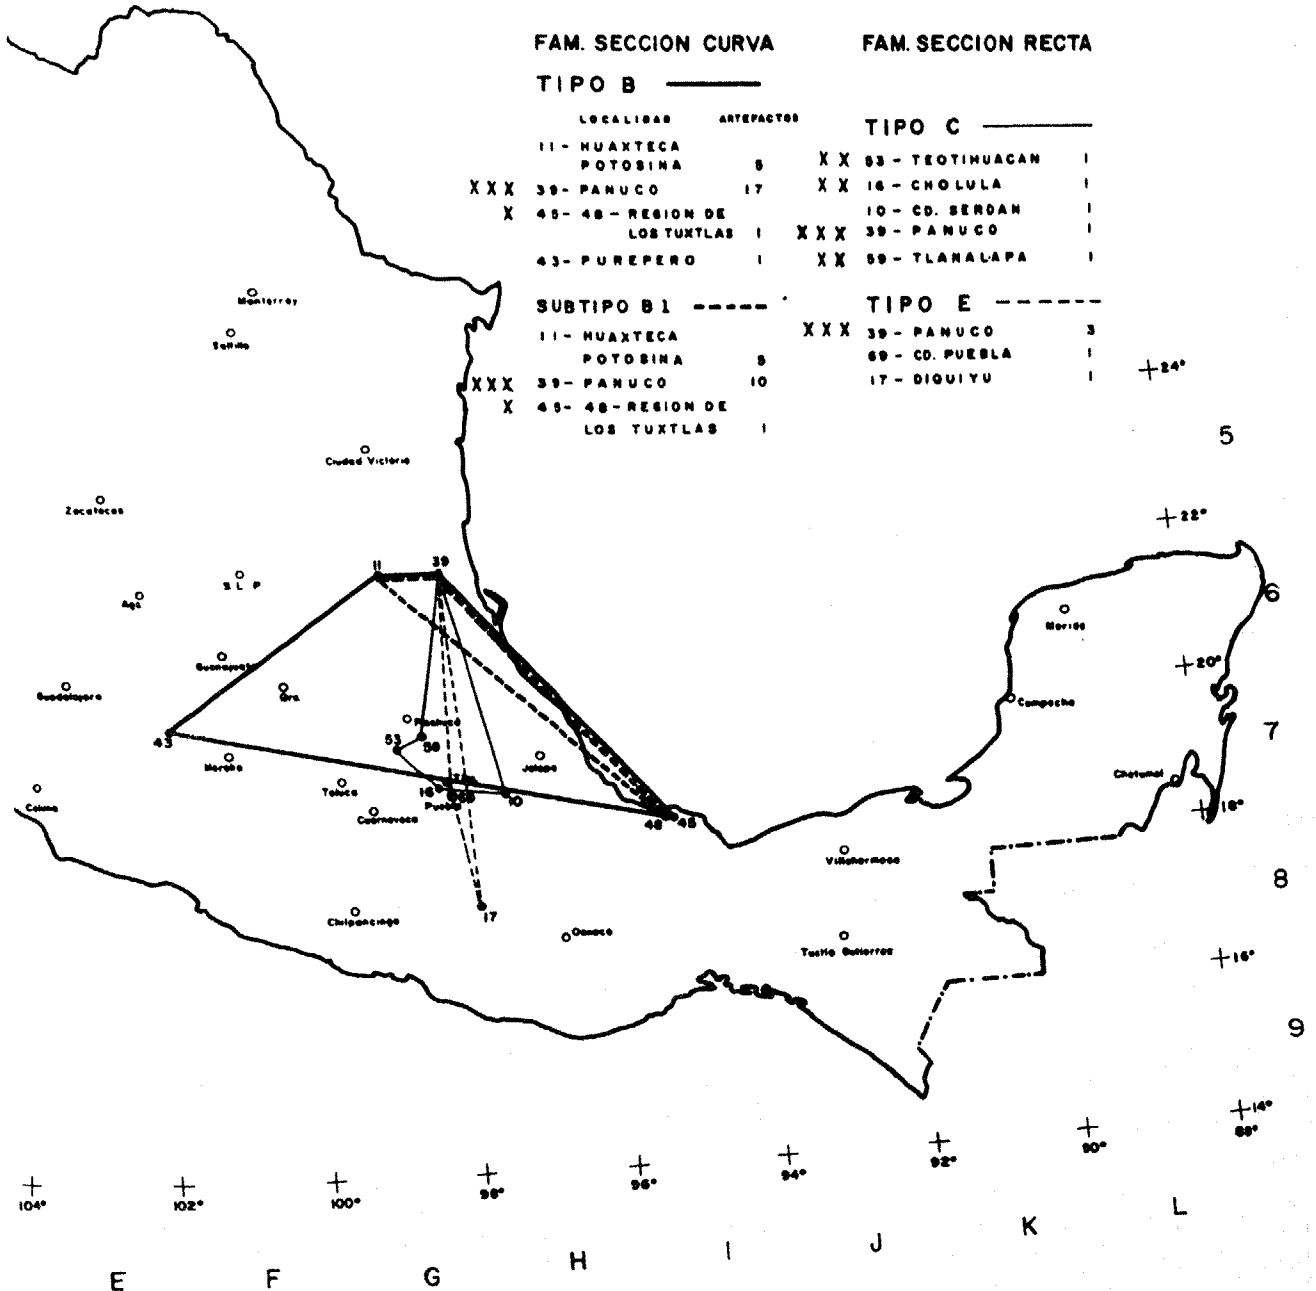 FAM. SECCION CURVA
TIPO B
LOCALIDAD ARTEFACTOS
11- HUAXTECA
POTOSINA 5
XXX 39- PANUCO 17
X 45- 48- REGION DE
LOS TUXTLAS 1
43- PUREPERO 1
SUBTIPO B1
11- HUAXTECA
POTOSINA 5
XXX 39- PANUCO 10
X 45- 48- REGION DE
LOS TUXTLAS 1
FAM. SECCION RECTA
TIPO C
XX 53- TEOTIHUACAN 1
XX 16- CHOLULA 1
10- CD. SERDAN 1
XXX 39- PANUCO 1
XX 59- TLANALAPA 1
TIPO E
XXX 39- PANUCO 3
69- CD. PUEBLA 1
17- DIQUIYU 1
Monterrey
Saltillo
24°
5
Ciudad Victoria
Zacatecas
22°
11
39
S L P
Ags
6
Merida
Guanajuato
20°
Guadalajara
Qro.
Campeche
Pachuca
7
43
53
59
Morelia
Jalapa
Chetumal
Colima
Toluca
16
Puebla
10
18°
Cuernavaca
48
45
Villahermosa
8
17
Chilpancingo
Oaxaca
Tuxtla Gutierrez
16°
9
14°
88°
90°
92°
94°
96°
98°
100°
102°
104°
E
F
G
H
I
J
K
L